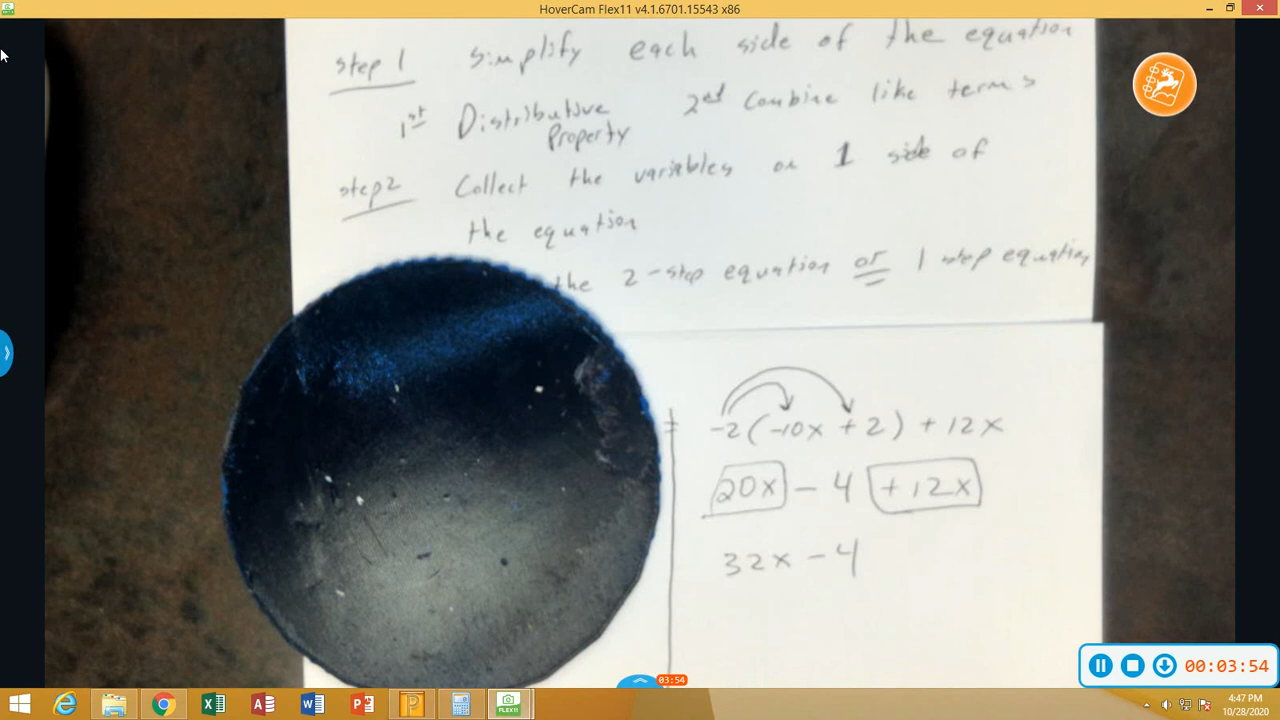 HoverCam Flex11 v4.1.6701.15543 x86
step 1 simplify each side of the equation
1st Distributive Property 2nd Combine like terms
step 2 Collect the variables on 1 side of
the equation
the 2-step equation or 1 step equation
= -2(-10x + 2) + 12x
20x - 4 + 12x
32x - 4
00:03:54
03:54
FLEX11
4:47 PM
10/28/2020